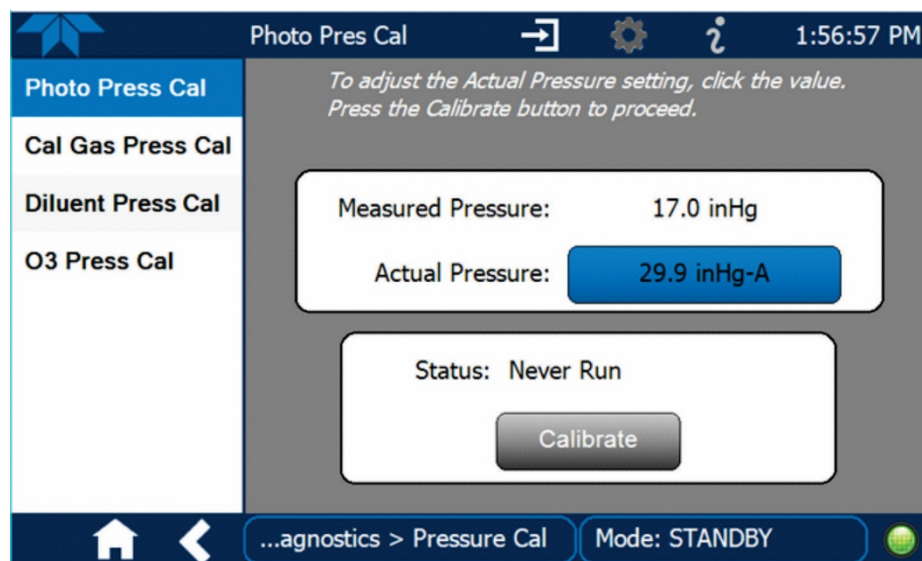 Photo Pres Cal
1:56:57 PM
Photo Press Cal
Cal Gas Press Cal
Diluent Press Cal
O3 Press Cal
To adjust the Actual Pressure setting, click the value.
Press the Calibrate button to proceed.
Measured Pressure: 17.0 inHg
Actual Pressure: 29.9 inHg-A
Status: Never Run
Calibrate
...agnostics > Pressure Cal
Mode: STANDBY